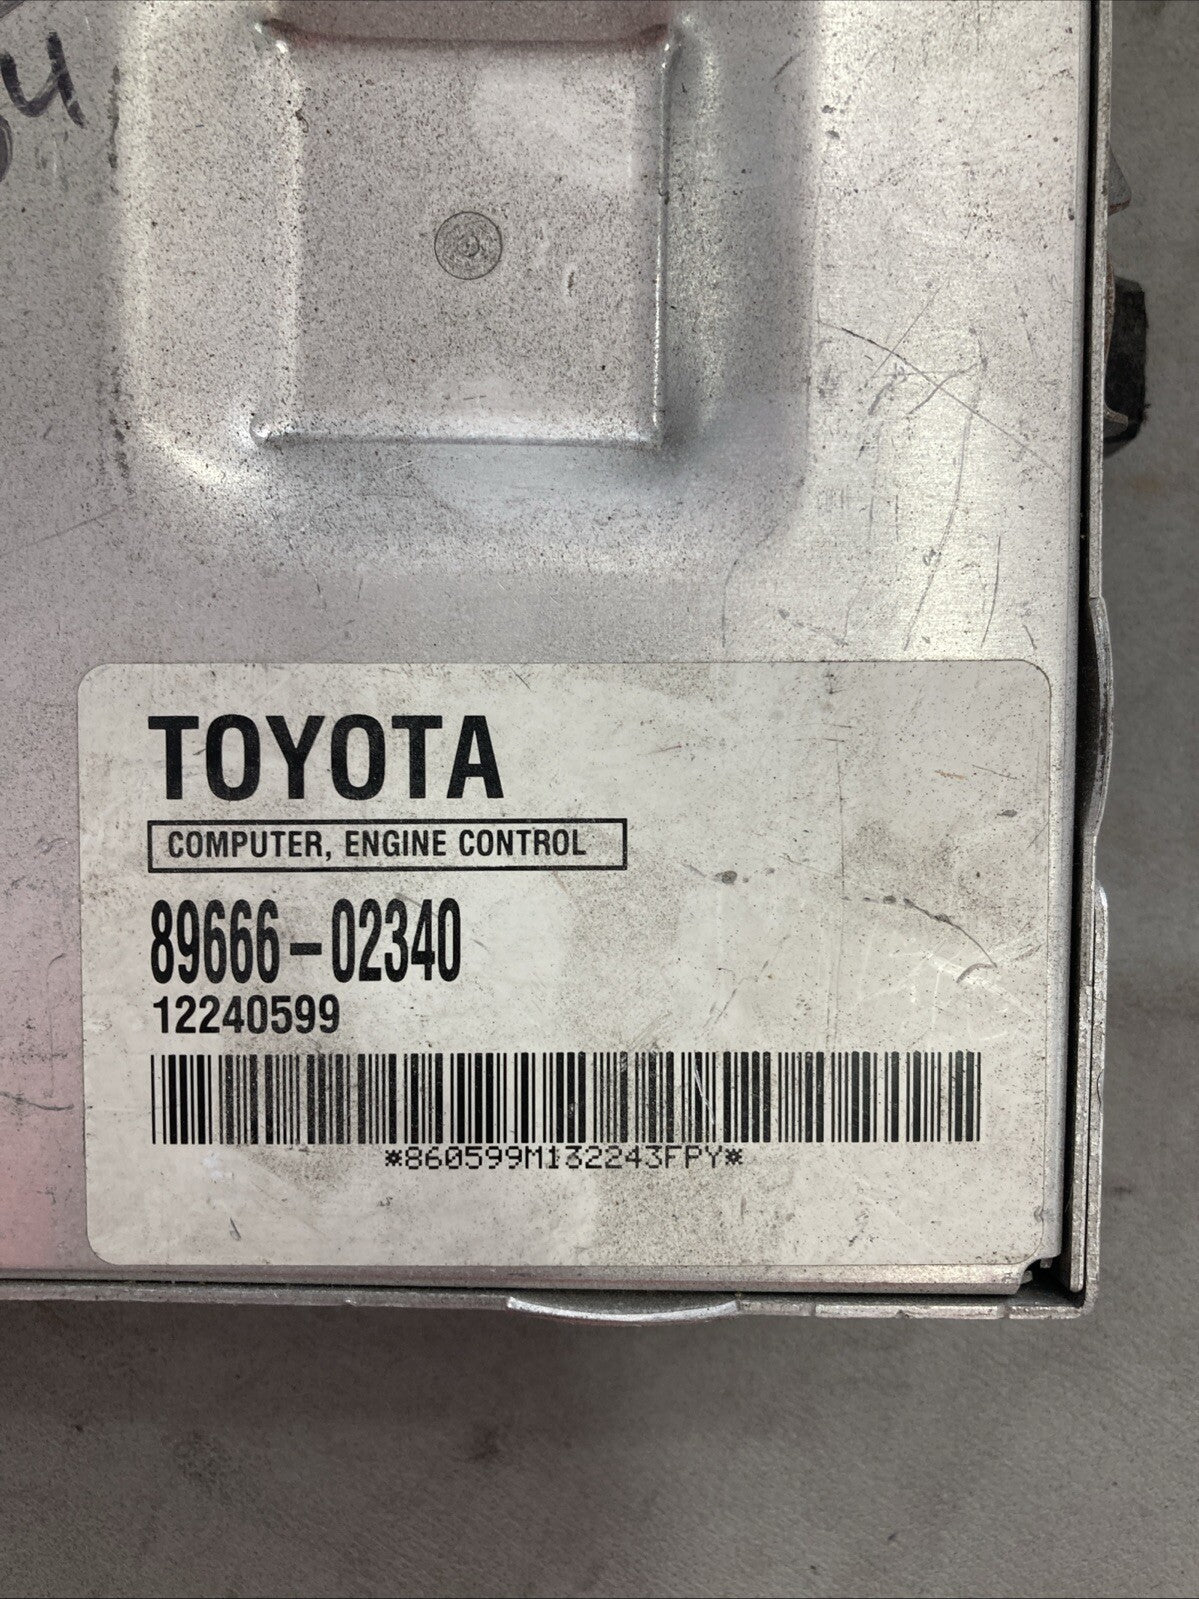 TOYOTA
COMPUTER, ENGINE CONTROL
89666-02340
12240599
*860599M132243FPY*